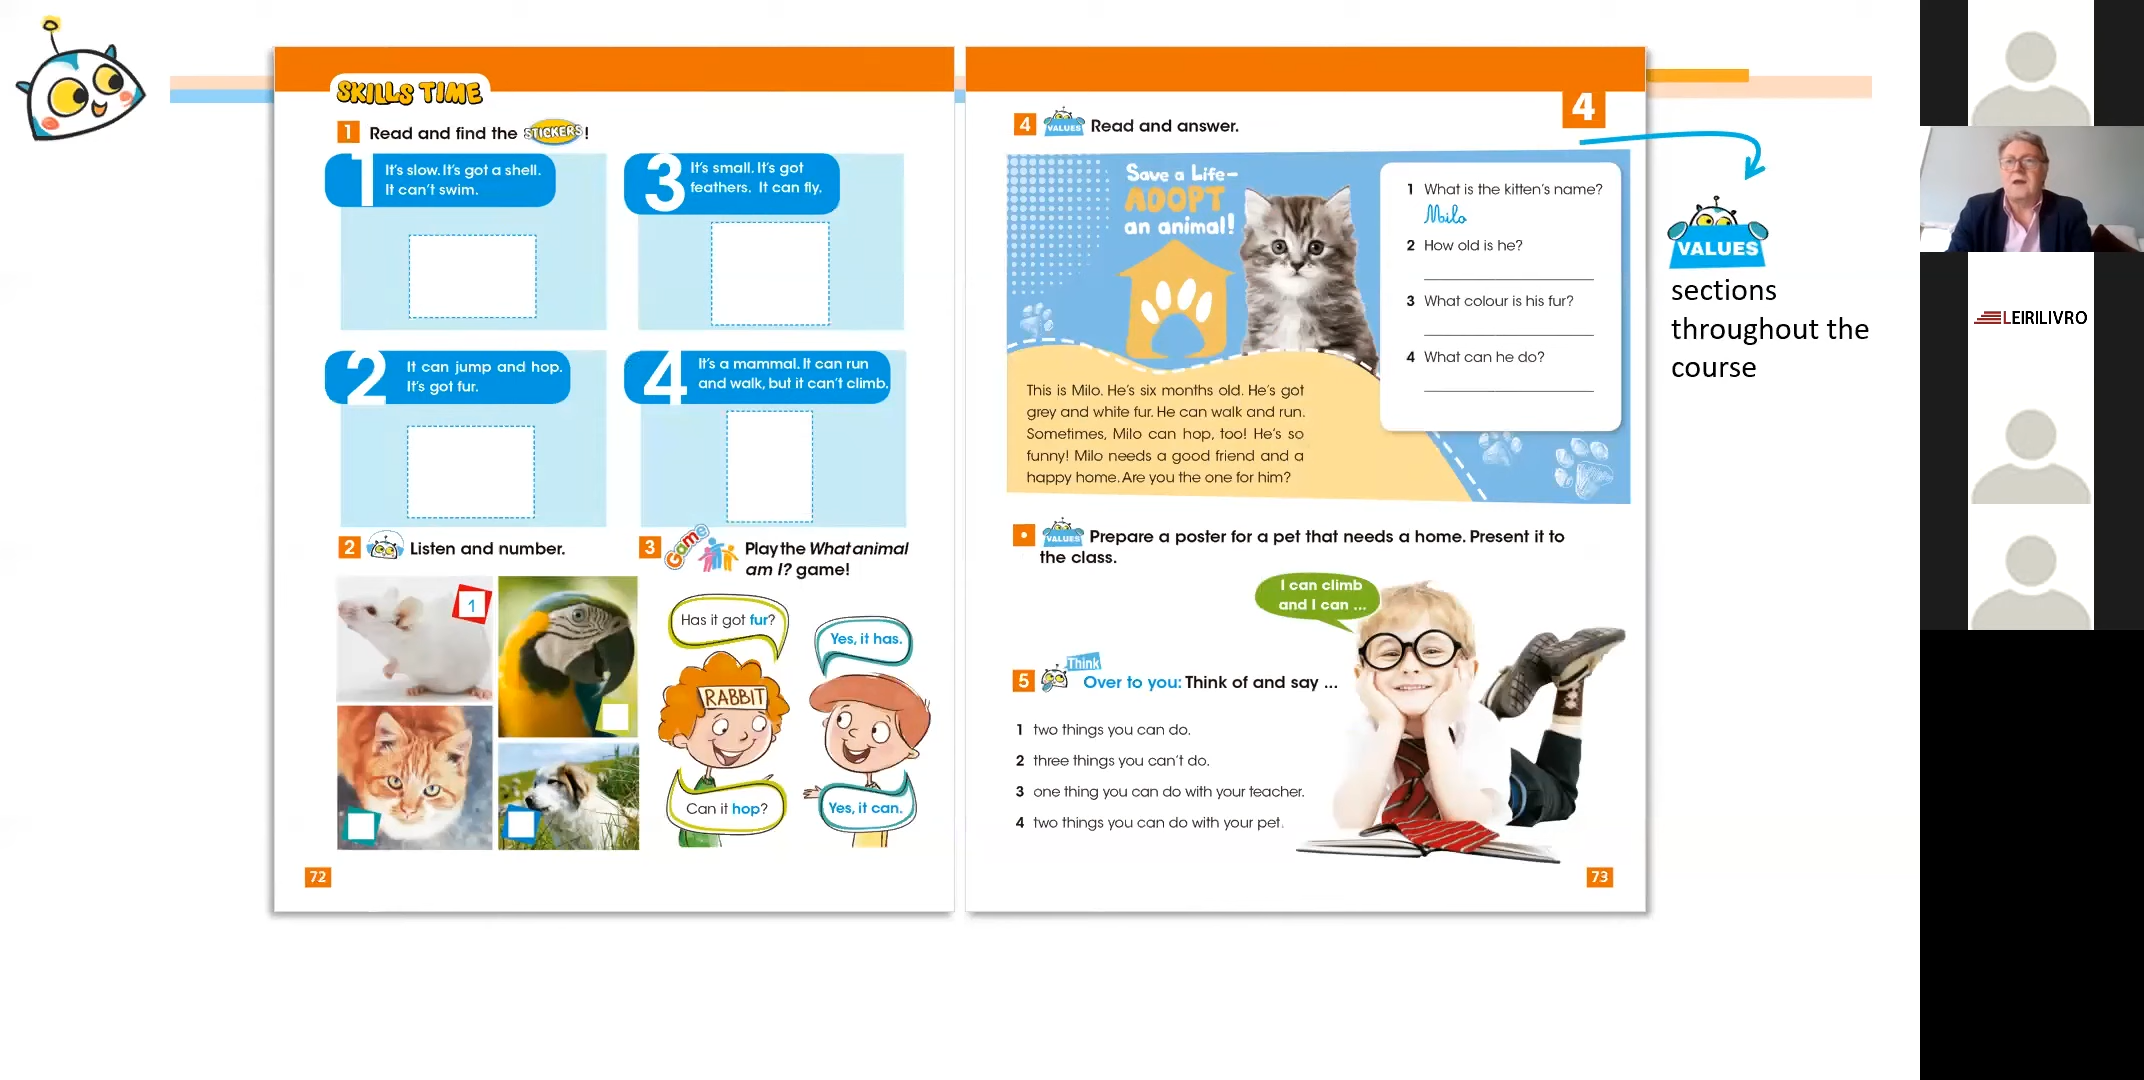 SKILLS TIME
1 Read and find the STICKERS!
1 It's slow. It's got a shell.
It can't swim.
3 It's small. It's got
feathers. It can fly.
2 It can jump and hop.
It's got fur.
4 It's a mammal. It can run
and walk, but it can't climb.
2 Listen and number.
1
3 Game Play the What animal
am I? game!
Has it got fur?
Yes, it has.
RABBIT
Can it hop?
Yes, it can.
72
4
4 VALUES Read and answer.
Save a Life–
ADOPT
an animal!
This is Milo. He's six months old. He's got
grey and white fur. He can walk and run.
Sometimes, Milo can hop, too! He's so
funny! Milo needs a good friend and a
happy home. Are you the one for him?
1 What is the kitten's name?
Milo
2 How old is he?
3 What colour is his fur?
4 What can he do?
• VALUES Prepare a poster for a pet that needs a home. Present it to
the class.
I can climb
and I can ...
5 Think
Over to you: Think of and say ...
1 two things you can do.
2 three things you can't do.
3 one thing you can do with your teacher.
4 two things you can do with your pet.
73
VALUES
sections
throughout the
course
LEIRILIVRO